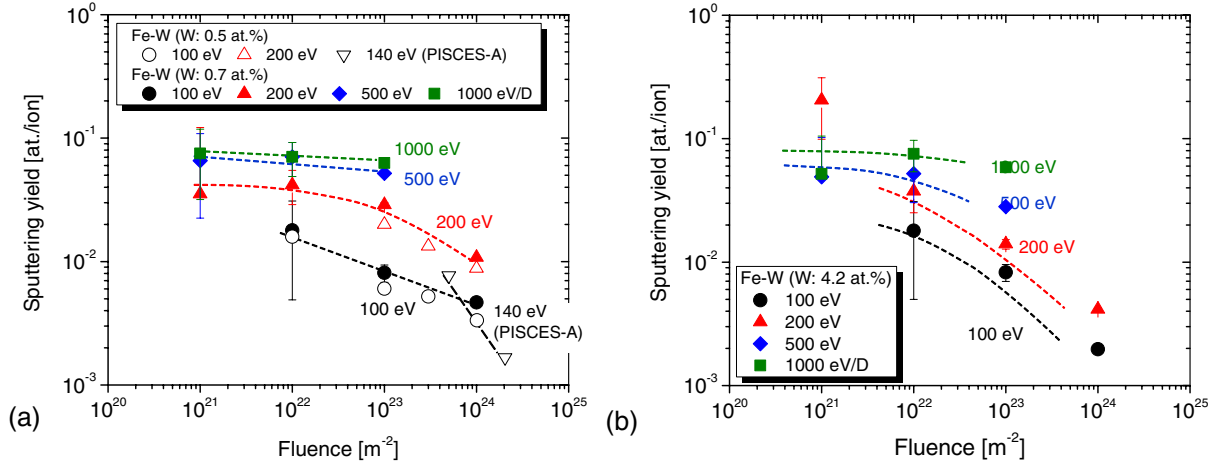 Fe-W (W: 0.5 at.%)
100 eV 200 eV 140 eV (PISCES-A)
Fe-W (W: 0.7 at.%)
100 eV 200 eV 500 eV 1000 eV/D
10^0
10^-1
10^-2
10^-3
Sputtering yield [at./ion]
1000 eV
500 eV
200 eV
100 eV
140 eV
(PISCES-A)
10^20 10^21 10^22 10^23 10^24 10^25
Fluence [m^-2]
(a)
10^0
10^-1
10^-2
10^-3
Sputtering yield [at./ion]
1000 eV
500 eV
200 eV
100 eV
Fe-W (W: 4.2 at.%)
100 eV
200 eV
500 eV
1000 eV/D
10^20 10^21 10^22 10^23 10^24 10^25
Fluence [m^-2]
(b)